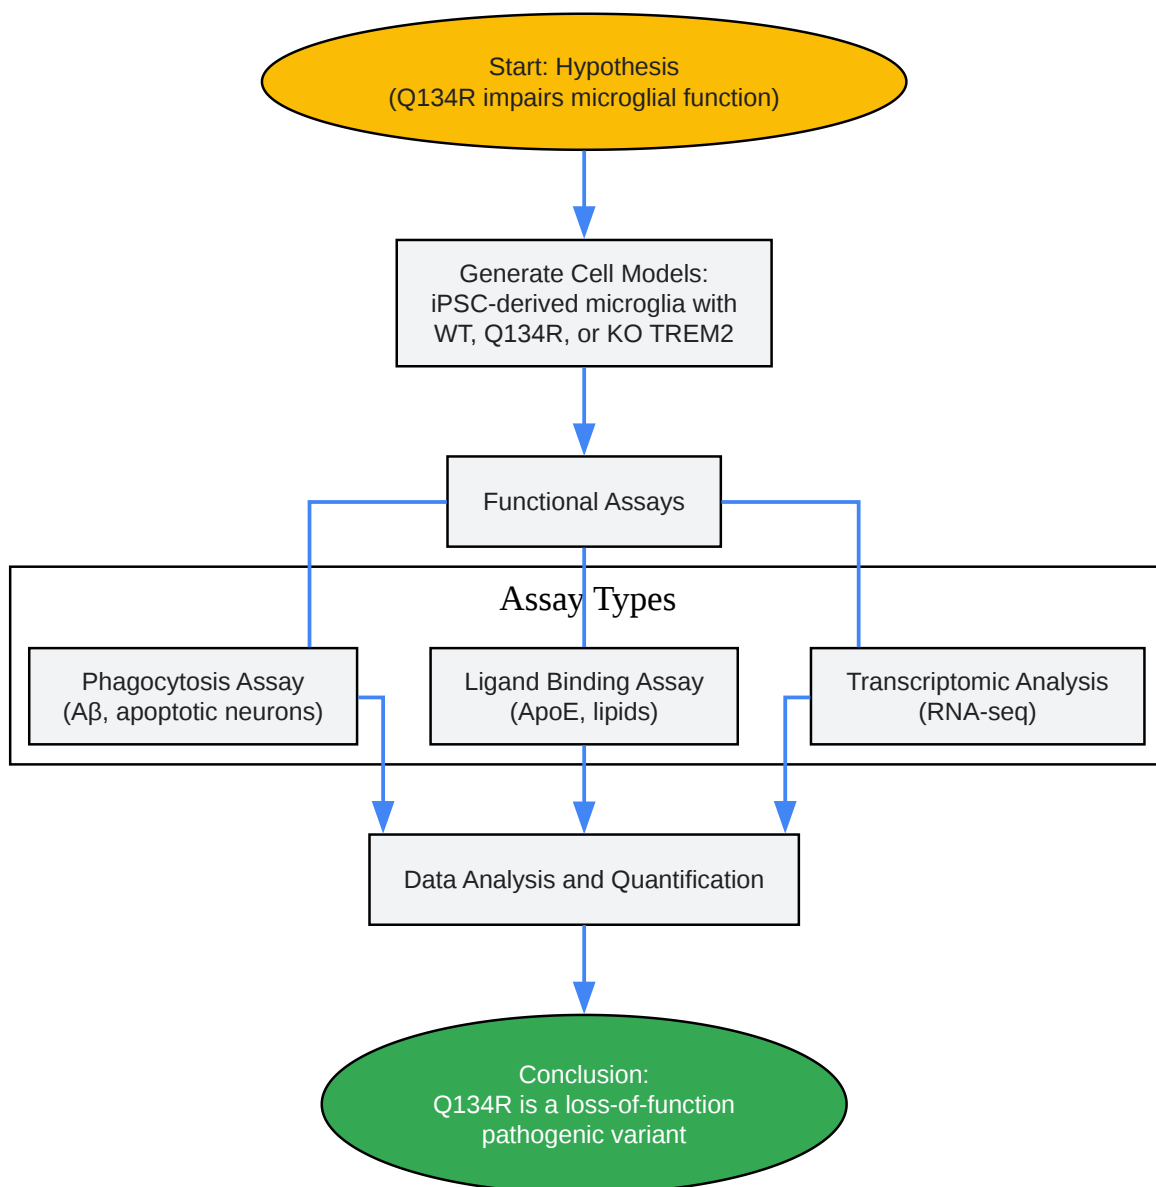 Start: Hypothesis
(Q134R impairs microglial function)
Generate Cell Models:
iPSC-derived microglia with
WT, Q134R, or KO TREM2
Functional Assays
Assay Types
Phagocytosis Assay
(Aβ, apoptotic neurons)
Ligand Binding Assay
(ApoE, lipids)
Transcriptomic Analysis
(RNA-seq)
Data Analysis and Quantification
Conclusion:
Q134R is a loss-of-function
pathogenic variant